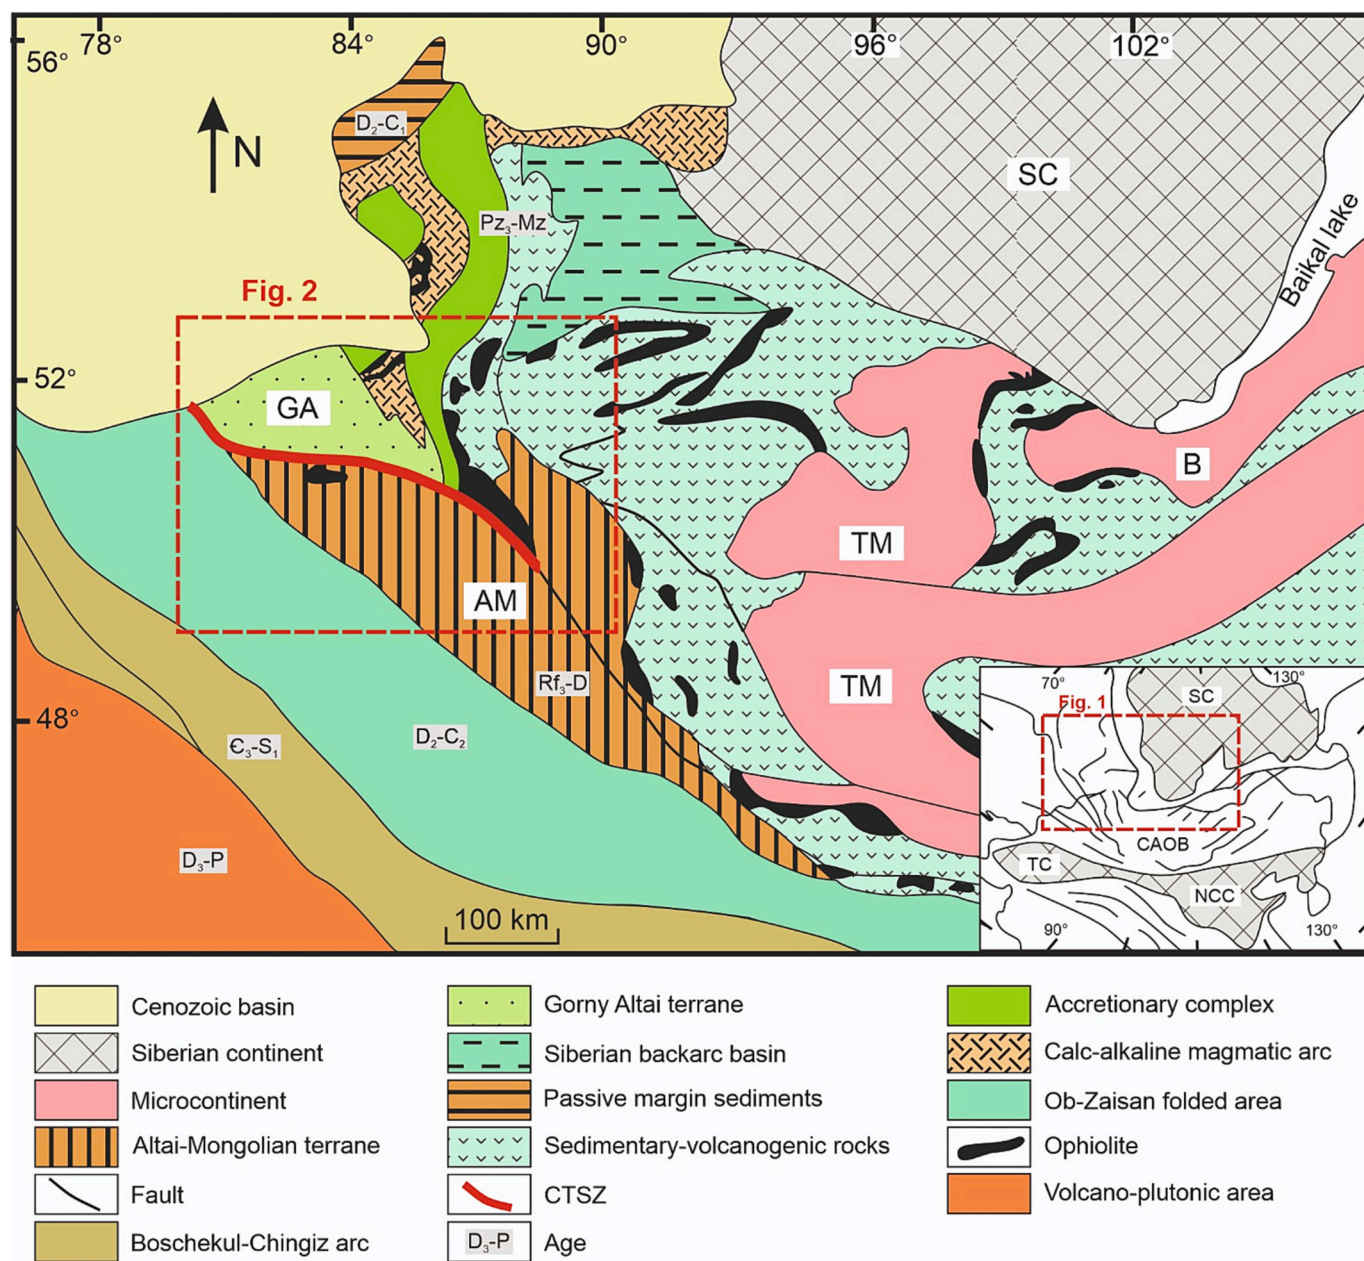 78°
84°
90°
96°
102°
56°
D₂-C₁
N
SC
Pz₃-Mz
Baikal lake
Fig. 2
52°
GA
B
TM
AM
Rf₃-D
TM
48°
Є₃-S₁
D₂-C₂
D₃-P
100 km
70°
SC
130°
Fig. 1
CAOB
TC
NCC
90°
130°
Cenozoic basin
Gorny Altai terrane
Accretionary complex
Siberian continent
Siberian backarc basin
Calc-alkaline magmatic arc
Microcontinent
Passive margin sediments
Ob-Zaisan folded area
Altai-Mongolian terrane
Sedimentary-volcanogenic rocks
Ophiolite
Fault
CTSZ
Volcano-plutonic area
Boschekul-Chingiz arc
D₃-P
Age